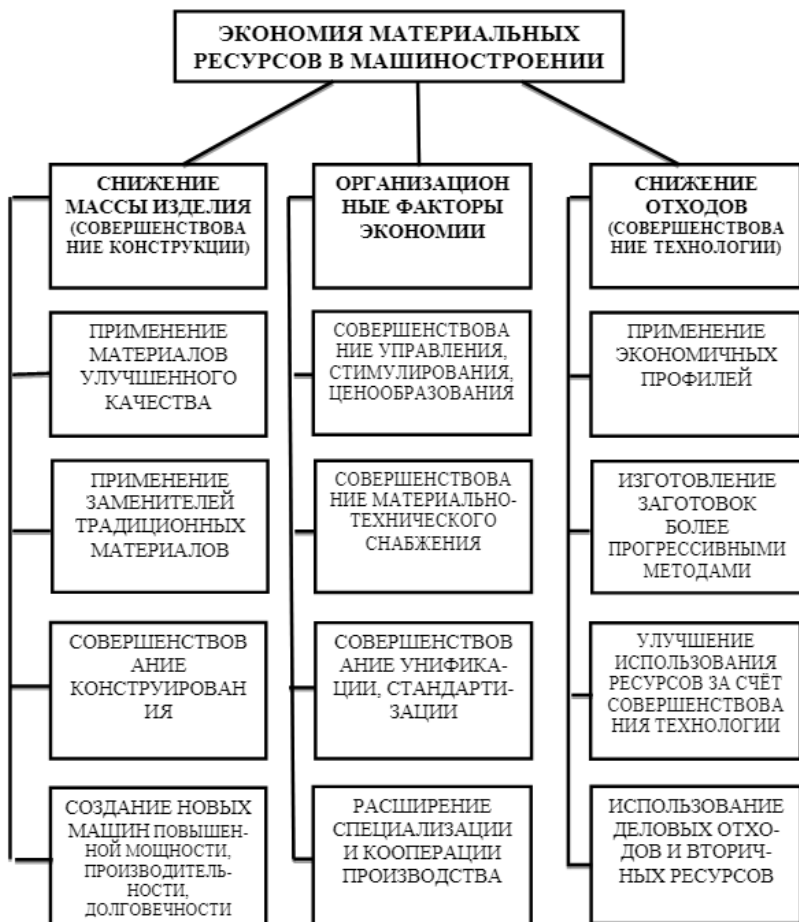 ЭКОНОМИЯ МАТЕРИАЛЬНЫХ
РЕСУРСОВ В МАШИНОСТРОЕНИИ
СНИЖЕНИЕ
МАССЫ ИЗДЕЛИЯ
(СОВЕРШЕНСТВОВА
НИЕ КОНСТРУКЦИИ)
ПРИМЕНЕНИЕ
МАТЕРИАЛОВ
УЛУЧШЕННОГО
КАЧЕСТВА
ПРИМЕНЕНИЕ
ЗАМЕНИТЕЛЕЙ
ТРАДИЦИОННЫХ
МАТЕРИАЛОВ
СОВЕРШЕНСТВОВ
АНИЕ
КОНСТРУИРОВАН
ИЯ
СОЗДАНИЕ НОВЫХ
МАШИН ПОВЫШЕН-
НОЙ МОЩНОСТИ,
ПРОИЗВОДИТЕЛЬ-
НОСТИ,
ДОЛГОВЕЧНОСТИ
ОРГАНИЗАЦИОН
НЫЕ ФАКТОРЫ
ЭКОНОМИИ
СОВЕРШЕНСТВОВА
НИЕ УПРАВЛЕНИЯ,
СТИМУЛИРОВАНИЯ,
ЦЕНООБРАЗОВАНИЯ
СОВЕРШЕНСТВОВА
НИЕ МАТЕРИАЛЬНО-
ТЕХНИЧЕСКОГО
СНАБЖЕНИЯ
СОВЕРШЕНСТВОВ
АНИЕ УНИФИКА-
ЦИИ, СТАНДАРТИ-
ЗАЦИИ
РАСШИРЕНИЕ
СПЕЦИАЛИЗАЦИИ
И КООПЕРАЦИИ
ПРОИЗВОДСТВА
СНИЖЕНИЕ
ОТХОДОВ
(СОВЕРШЕНСТВОВА
НИЕ ТЕХНОЛОГИИ)
ПРИМЕНЕНИЕ
ЭКОНОМИЧНЫХ
ПРОФИЛЕЙ
ИЗГОТОВЛЕНИЕ
ЗАГОТОВОК
БОЛЕЕ
ПРОГРЕССИВНЫМИ
МЕТОДАМИ
УЛУЧШЕНИЕ
ИСПОЛЬЗОВАНИЯ
РЕСУРСОВ ЗА СЧЁТ
СОВЕРШЕНСТВОВА
НИЯ ТЕХНОЛОГИИ
ИСПОЛЬЗОВАНИЕ
ДЕЛОВЫХ ОТХО-
ДОВ И ВТОРИЧ-
НЫХ РЕСУРСОВ